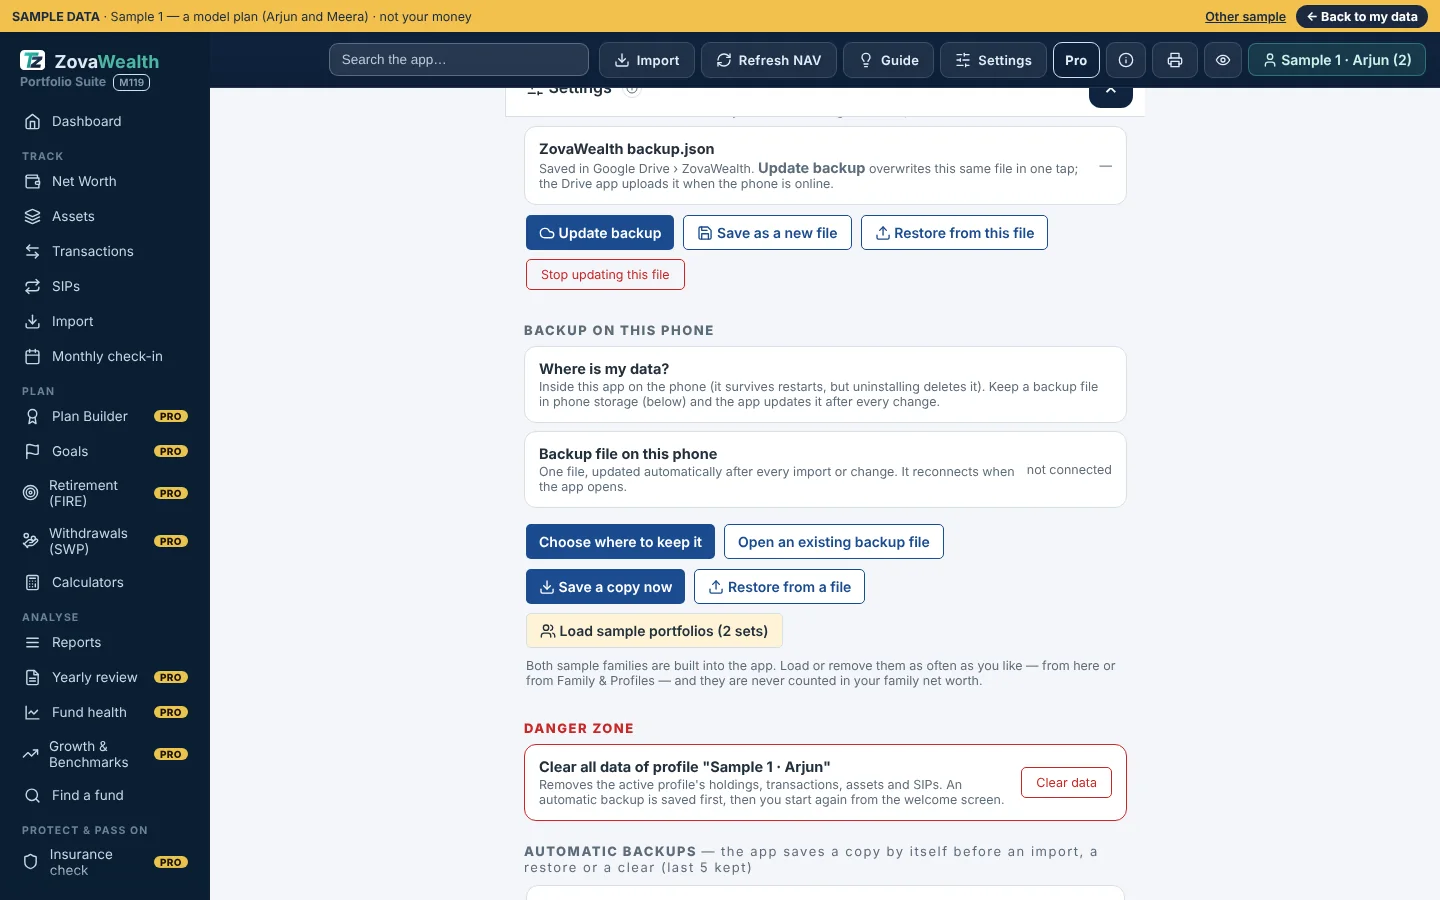 SAMPLE DATA · Sample 1 — a model plan (Arjun and Meera) · not your money
Other sample
← Back to my data
ZovaWealth
Portfolio Suite M119
Search the app…
Import
Refresh NAV
Guide
Settings
Pro
Sample 1 · Arjun (2)
Dashboard
TRACK
Net Worth
Assets
Transactions
SIPs
Import
Monthly check-in
PLAN
Plan Builder PRO
Goals PRO
Retirement
(FIRE) PRO
Withdrawals
(SWP) PRO
Calculators
ANALYSE
Reports
Yearly review PRO
Fund health PRO
Growth &
Benchmarks PRO
Find a fund
PROTECT & PASS ON
Insurance
check PRO
Settings
ZovaWealth backup.json
Saved in Google Drive › ZovaWealth. Update backup overwrites this same file in one tap;
the Drive app uploads it when the phone is online.
—
Update backup
Save as a new file
Restore from this file
Stop updating this file
BACKUP ON THIS PHONE
Where is my data?
Inside this app on the phone (it survives restarts, but uninstalling deletes it). Keep a backup file
in phone storage (below) and the app updates it after every change.
Backup file on this phone
One file, updated automatically after every import or change. It reconnects when
the app opens.
not connected
Choose where to keep it
Open an existing backup file
Save a copy now
Restore from a file
Load sample portfolios (2 sets)
Both sample families are built into the app. Load or remove them as often as you like — from here or
from Family & Profiles — and they are never counted in your family net worth.
DANGER ZONE
Clear all data of profile "Sample 1 · Arjun"
Removes the active profile's holdings, transactions, assets and SIPs. An
automatic backup is saved first, then you start again from the welcome screen.
Clear data
AUTOMATIC BACKUPS — the app saves a copy by itself before an import, a
restore or a clear (last 5 kept)